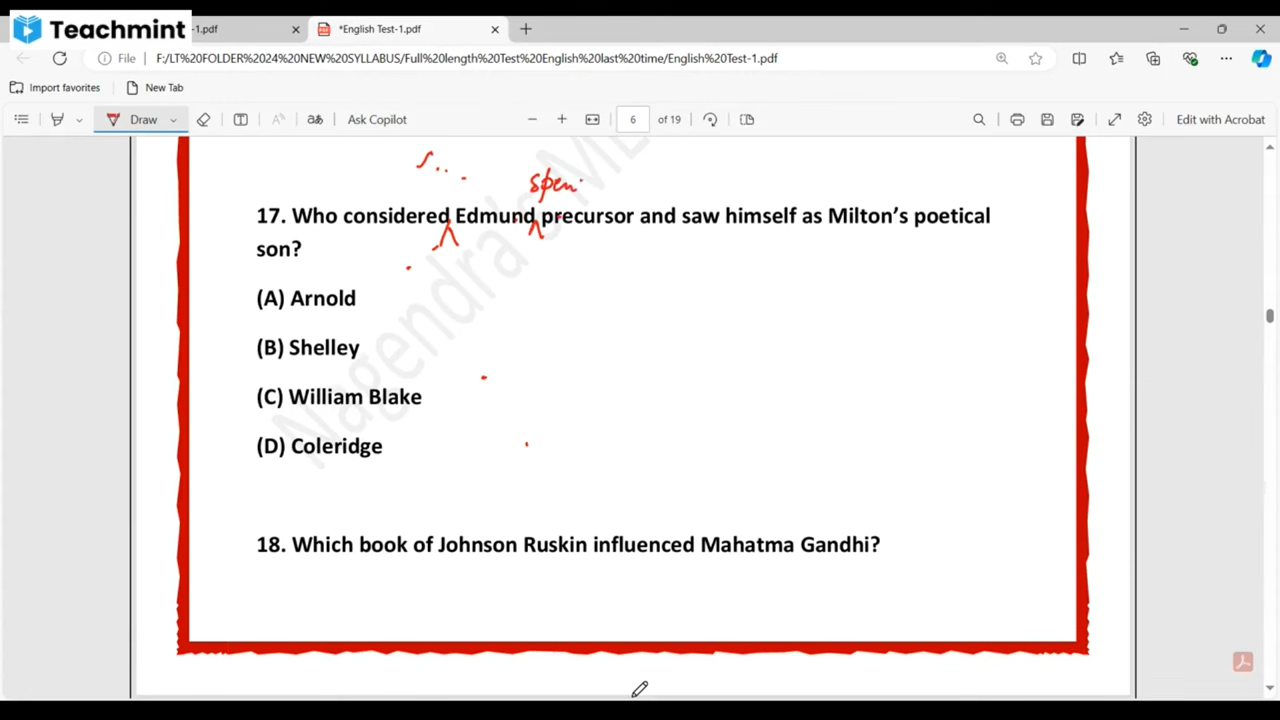 Teachmint
-1.pdf
*English Test-1.pdf
File
F:/LT%20FOLDER%202024%20NEW%20SYLLABUS/Full%20length%20Test%20English%20last%20time/English%20Test-1.pdf
Import favorites
New Tab
Draw
Ask Copilot
6 of 19
Edit with Acrobat
s...
spen
17. Who considered Edmund precursor and saw himself as Milton's poetical
son?
(A) Arnold
(B) Shelley
(C) William Blake
(D) Coleridge
18. Which book of Johnson Ruskin influenced Mahatma Gandhi?
Nagendra's